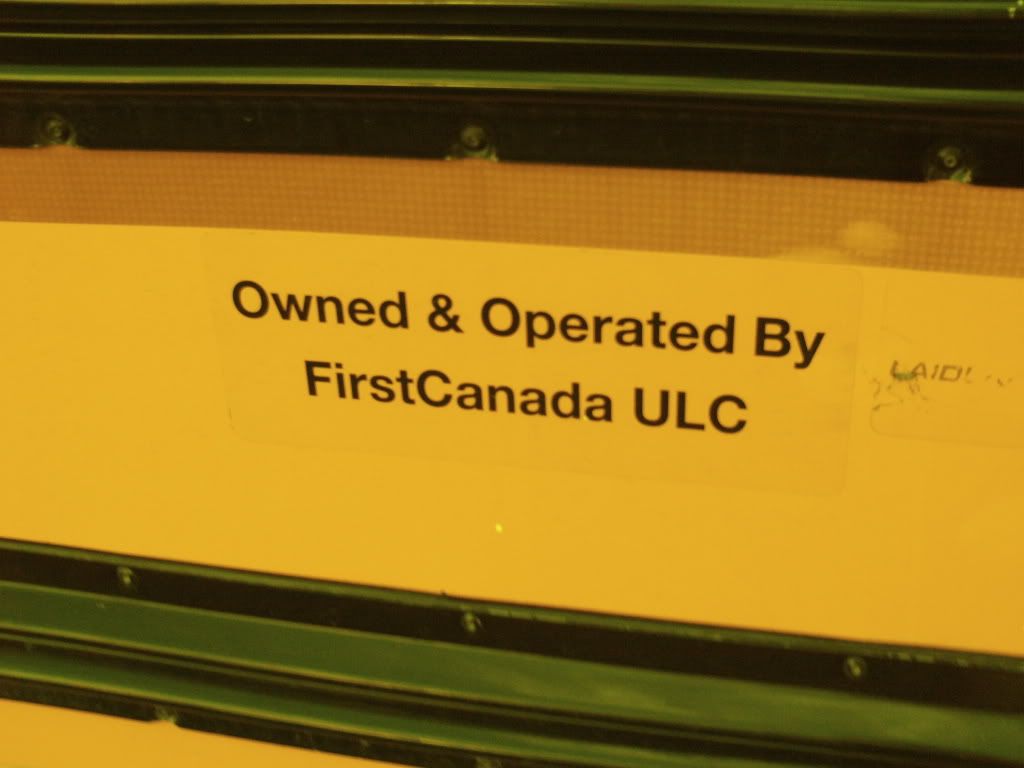 Owned & Operated By
FirstCanada ULC